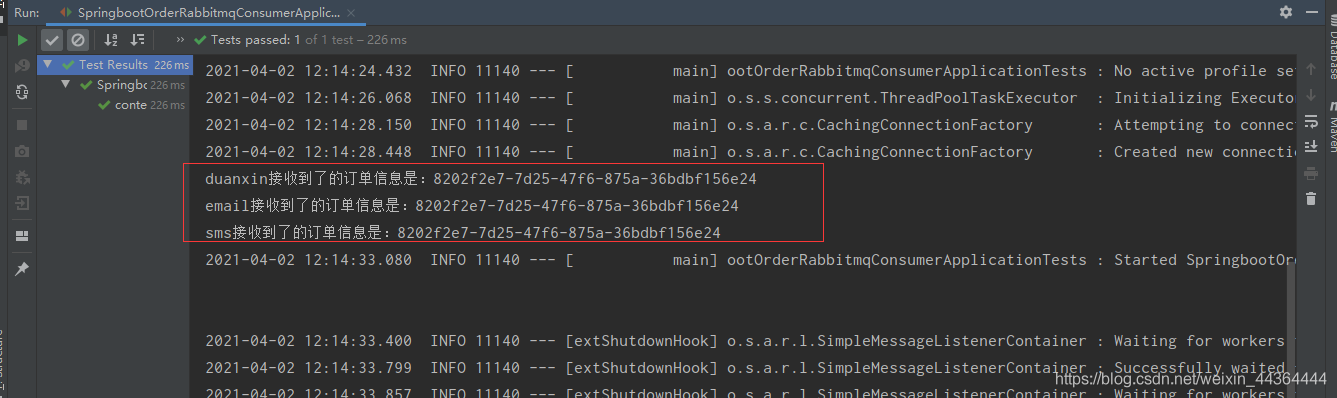 Run: SpringbootOrderRabbitmqConsumerApplic...
Tests passed: 1 of 1 test – 226 ms
Test Results 226 ms
Springbo 226 ms
conte 226 ms
2021-04-02 12:14:24.432 INFO 11140 --- [ main] ootOrderRabbitmqConsumerApplicationTests : No active profile se
2021-04-02 12:14:26.068 INFO 11140 --- [ main] o.s.s.concurrent.ThreadPoolTaskExecutor : Initializing Executo
2021-04-02 12:14:28.150 INFO 11140 --- [ main] o.s.a.r.c.CachingConnectionFactory : Attempting to connec
2021-04-02 12:14:28.448 INFO 11140 --- [ main] o.s.a.r.c.CachingConnectionFactory : Created new connecti
duanxin接收到了的订单信息是：8202f2e7-7d25-47f6-875a-36bdbf156e24
email接收到了的订单信息是：8202f2e7-7d25-47f6-875a-36bdbf156e24
sms接收到了的订单信息是：8202f2e7-7d25-47f6-875a-36bdbf156e24
2021-04-02 12:14:33.080 INFO 11140 --- [ main] ootOrderRabbitmqConsumerApplicationTests : Started SpringbootOr
2021-04-02 12:14:33.400 INFO 11140 --- [extShutdownHook] o.s.a.r.l.SimpleMessageListenerContainer : Waiting for workers
2021-04-02 12:14:33.799 INFO 11140 --- [extShutdownHook] o.s.a.r.l.SimpleMessageListenerContainer : Successfully waited
2021-04-02 12:14:33.857 INFO 11140 --- [extShutdownHook] o.s.a.r.l.SimpleMessageListenerContainer : Waiting for workers
Database
Maven
https://blog.csdn.net/weixin_44364444